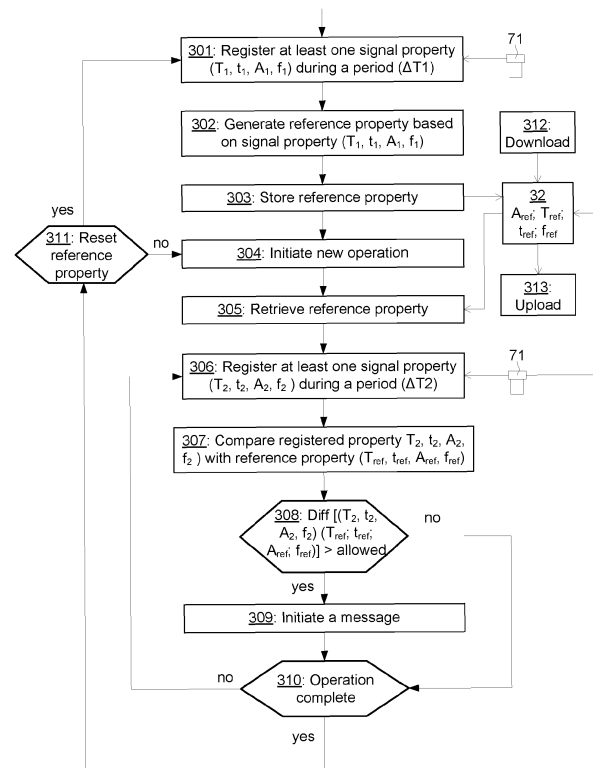 301: Register at least one signal property
(T1, t1, A1, f1) during a period (ΔT1)
71
302: Generate reference property based
on signal property (T1, t1, A1, f1)
312:
Download
303: Store reference property
32
Aref; Tref;
tref; fref
yes
311: Reset
reference
property
no
304: Initiate new operation
305: Retrieve reference property
313:
Upload
306: Register at least one signal property
(T2, t2, A2, f2 ) during a period (ΔT2)
71
307: Compare registered property T2, t2, A2,
f2 ) with reference property (Tref, tref, Aref, fref)
308: Diff [(T2, t2,
A2, f2) (Tref; tref;
Aref; fref)] > allowed
no
yes
309: Initiate a message
no
310: Operation
complete
yes